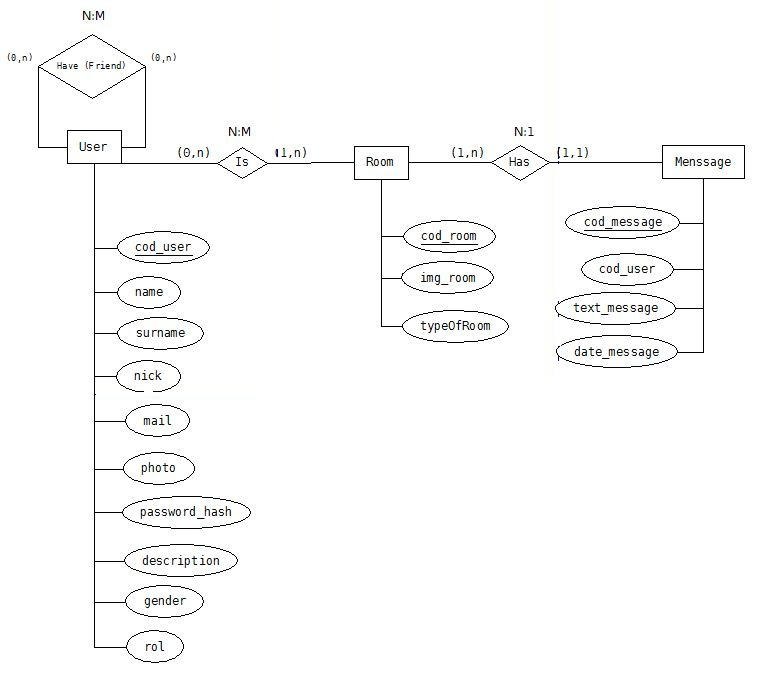 N:M
(0,n)
Have (Friend)
(0,n)
User
(0,n)
N:M
Is
(1,n)
Room
(1,n)
N:1
Has
(1,1)
Menssage
cod_user
name
surname
nick
mail
photo
password_hash
description
gender
rol
cod_room
img_room
typeOfRoom
cod_message
cod_user
text_message
date_message